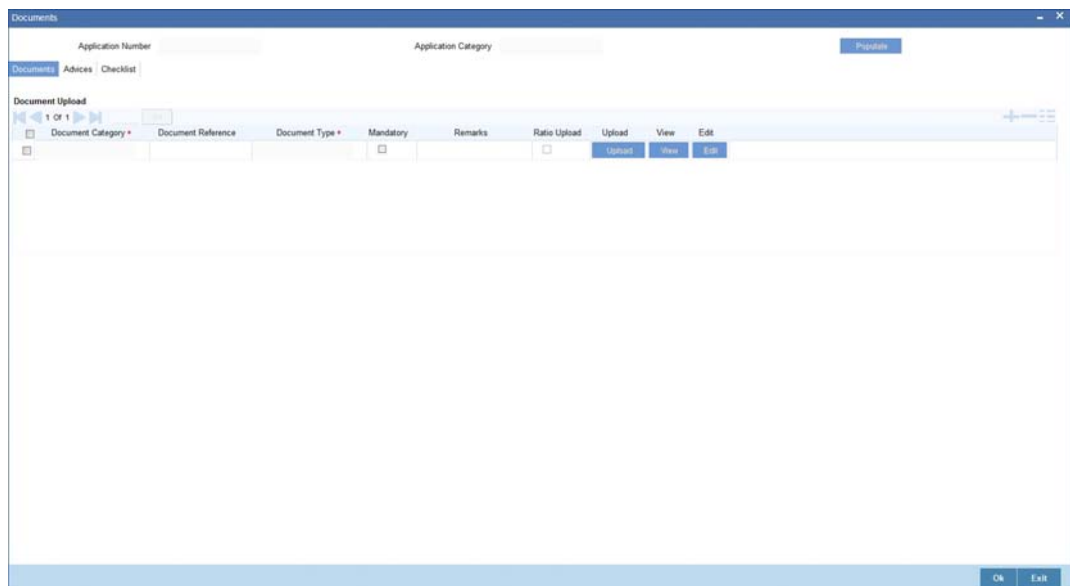 Documents
Application Number Application Category Populate
Documents Advices Checklist
Document Upload
1 Of 1
Document Category * Document Reference Document Type * Mandatory Remarks Ratio Upload Upload View Edit
Upload View Edit
Ok Exit